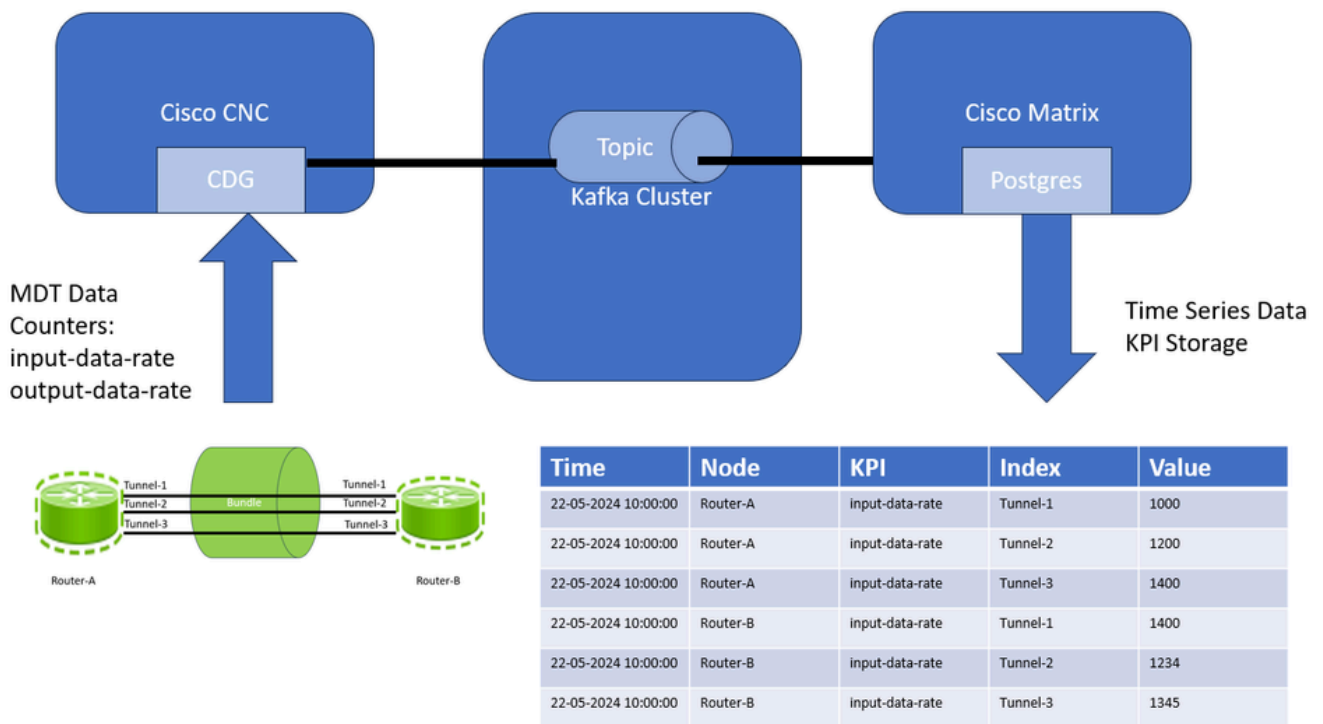 Cisco CNC
CDG
Topic
Kafka Cluster
Cisco Matrix
Postgres
MDT Data
Counters:
input-data-rate
output-data-rate
Time Series Data
KPI Storage
Tunnel-1
Tunnel-2
Tunnel-3
Bundle
Tunnel-1
Tunnel-2
Tunnel-3
Router-A
Router-B
Time Node KPI Index Value
22-05-2024 10:00:00 Router-A input-data-rate Tunnel-1 1000
22-05-2024 10:00:00 Router-A input-data-rate Tunnel-2 1200
22-05-2024 10:00:00 Router-A input-data-rate Tunnel-3 1400
22-05-2024 10:00:00 Router-B input-data-rate Tunnel-1 1400
22-05-2024 10:00:00 Router-B input-data-rate Tunnel-2 1234
22-05-2024 10:00:00 Router-B input-data-rate Tunnel-3 1345